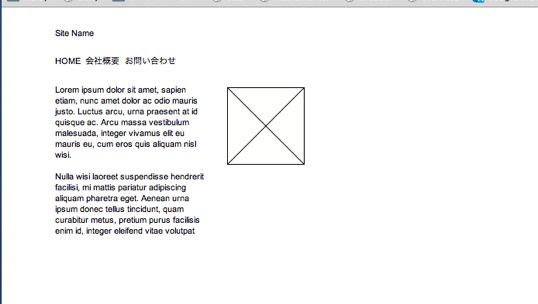 Site Name
HOME 会社概要 お問い合わせ
Lorem ipsum dolor sit amet, sapien
etiam, nunc amet dolor ac odio mauris
justo. Luctus arcu, urna praesent at id
quisque ac. Arcu massa vestibulum
malesuada, integer vivamus elit eu
mauris eu, cum eros quis aliquam nisl
wisi.
Nulla wisi laoreet suspendisse hendrerit
facilisi, mi mattis pariatur adipiscing
aliquam pharetra eget. Aenean urna
ipsum donec tellus tincidunt, quam
curabitur metus, pretium purus facilisis
enim id, integer eleifend vitae volutpat